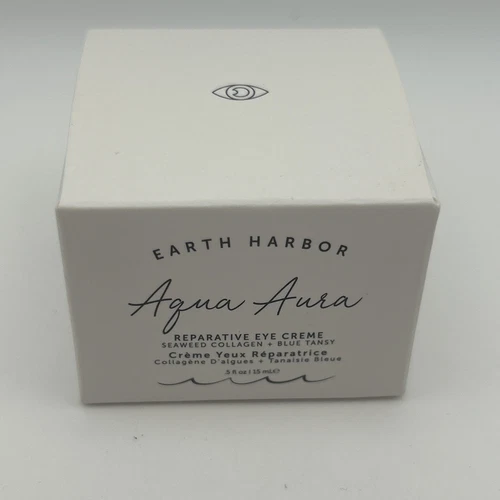 EARTH HARBOR
Aqua Aura
REPARATIVE EYE CREME
SEAWEED COLLAGEN + BLUE TANSY
Crème Yeux Réparatrice
Collagène D'algues + Tanaisie Bleue
.5 fl oz | 15 mL℮